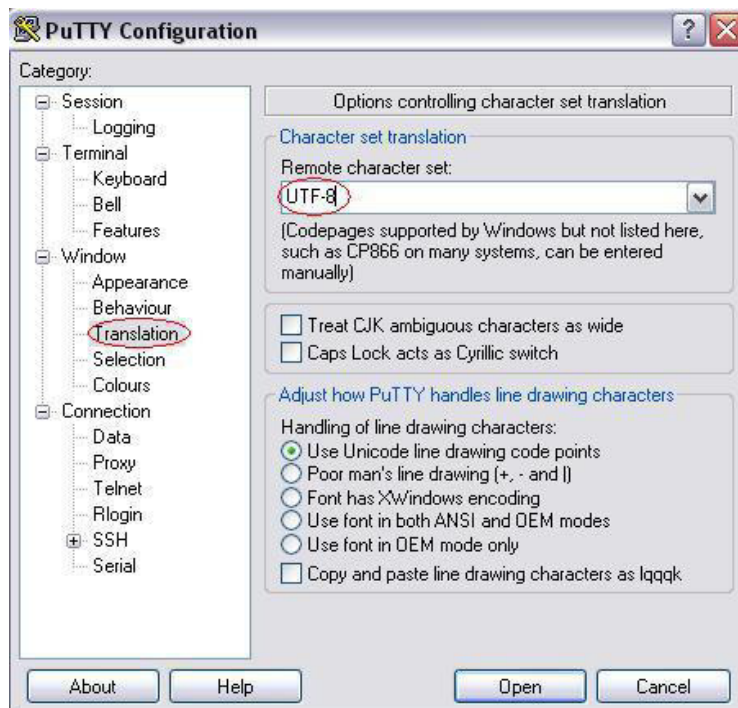 PuTTY Configuration
?
Category:
Session
Logging
Terminal
Keyboard
Bell
Features
Window
Appearance
Behaviour
Translation
Selection
Colours
Connection
Data
Proxy
Telnet
Rlogin
SSH
Serial
Options controlling character set translation
Character set translation
Remote character set:
UTF-8
(Codepages supported by Windows but not listed here,
such as CP866 on many systems, can be entered
manually)
Treat CJK ambiguous characters as wide
Caps Lock acts as Cyrillic switch
Adjust how PuTTY handles line drawing characters
Handling of line drawing characters:
Use Unicode line drawing code points
Poor man's line drawing (+, - and |)
Font has XWindows encoding
Use font in both ANSI and OEM modes
Use font in OEM mode only
Copy and paste line drawing characters as lqqqk
About
Help
Open
Cancel